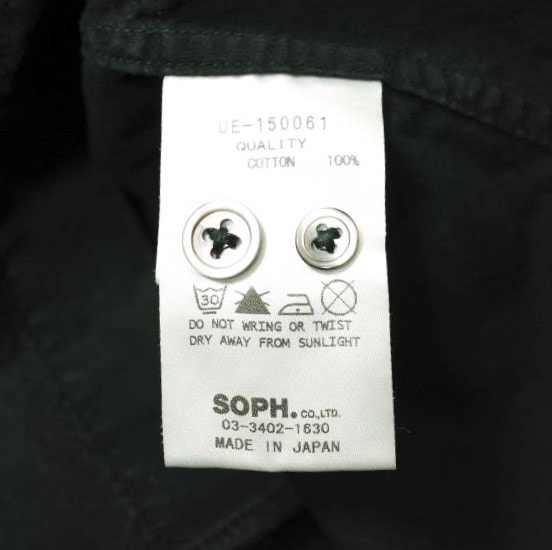 UE-150061
QUALITY
COTTON 100%
30
DO NOT WRING OR TWIST
DRY AWAY FROM SUNLIGHT
SOPH. CO.,LTD.
03-3402-1630
MADE IN JAPAN